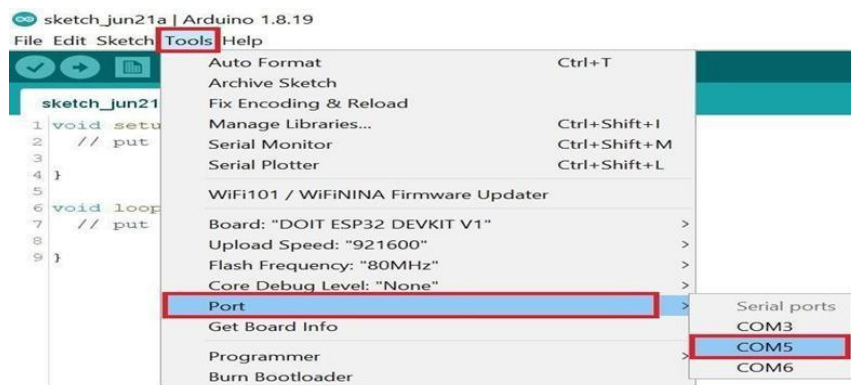 sketch_jun21a | Arduino 1.8.19
File Edit Sketch Tools Help
Auto Format Ctrl+T
Archive Sketch
sketch_jun21 Fix Encoding & Reload
1 void setu Manage Libraries... Ctrl+Shift+I
2 // put Serial Monitor Ctrl+Shift+M
3 Serial Plotter Ctrl+Shift+L
4 }
5 WiFi101 / WiFiNINA Firmware Updater
6 void loop
7 // put Board: "DOIT ESP32 DEVKIT V1" >
8 Upload Speed: "921600" >
9 } Flash Frequency: "80MHz" >
Core Debug Level: "None" >
Port > Serial ports
Get Board Info COM3
Programmer > COM5
Burn Bootloader COM6